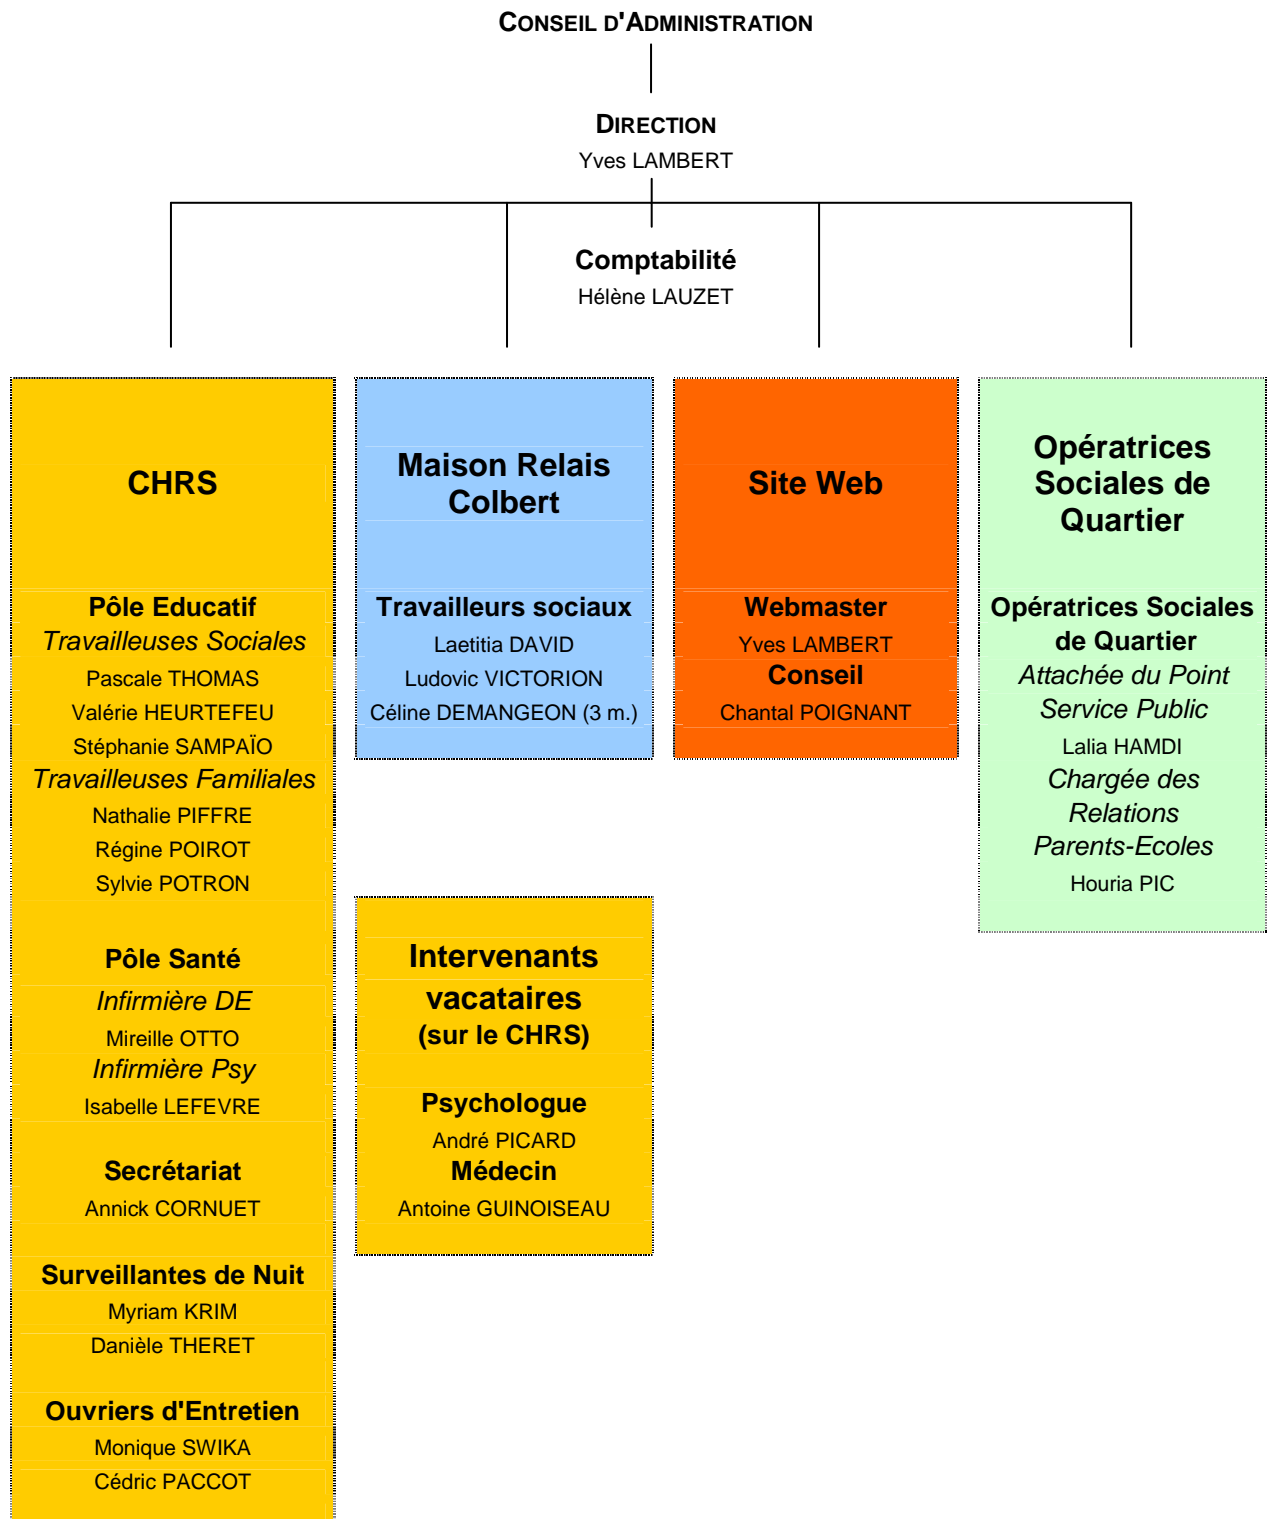 CONSEIL D'ADMINISTRATION
DIRECTION
Yves LAMBERT
Comptabilité
Hélène LAUZET
CHRS
Pôle Educatif
Travailleuses Sociales
Pascale THOMAS
Valérie HEURTEFEU
Stéphanie SAMPAÏO
Travailleuses Familiales
Nathalie PIFFRE
Régine POIROT
Sylvie POTRON
Pôle Santé
Infirmière DE
Mireille OTTO
Infirmière Psy
Isabelle LEFEVRE
Secrétariat
Annick CORNUET
Surveillantes de Nuit
Myriam KRIM
Danièle THERET
Ouvriers d'Entretien
Monique SWIKA
Cédric PACCOT
Maison Relais
Colbert
Travailleurs sociaux
Laetitia DAVID
Ludovic VICTORION
Céline DEMANGEON (3 m.)
Intervenants
vacataires
(sur le CHRS)
Psychologue
André PICARD
Médecin
Antoine GUINOISEAU
Site Web
Webmaster
Yves LAMBERT
Conseil
Chantal POIGNANT
Opératrices
Sociales de
Quartier
Opératrices Sociales
de Quartier
Attachée du Point
Service Public
Lalia HAMDI
Chargée des
Relations
Parents-Ecoles
Houria PIC